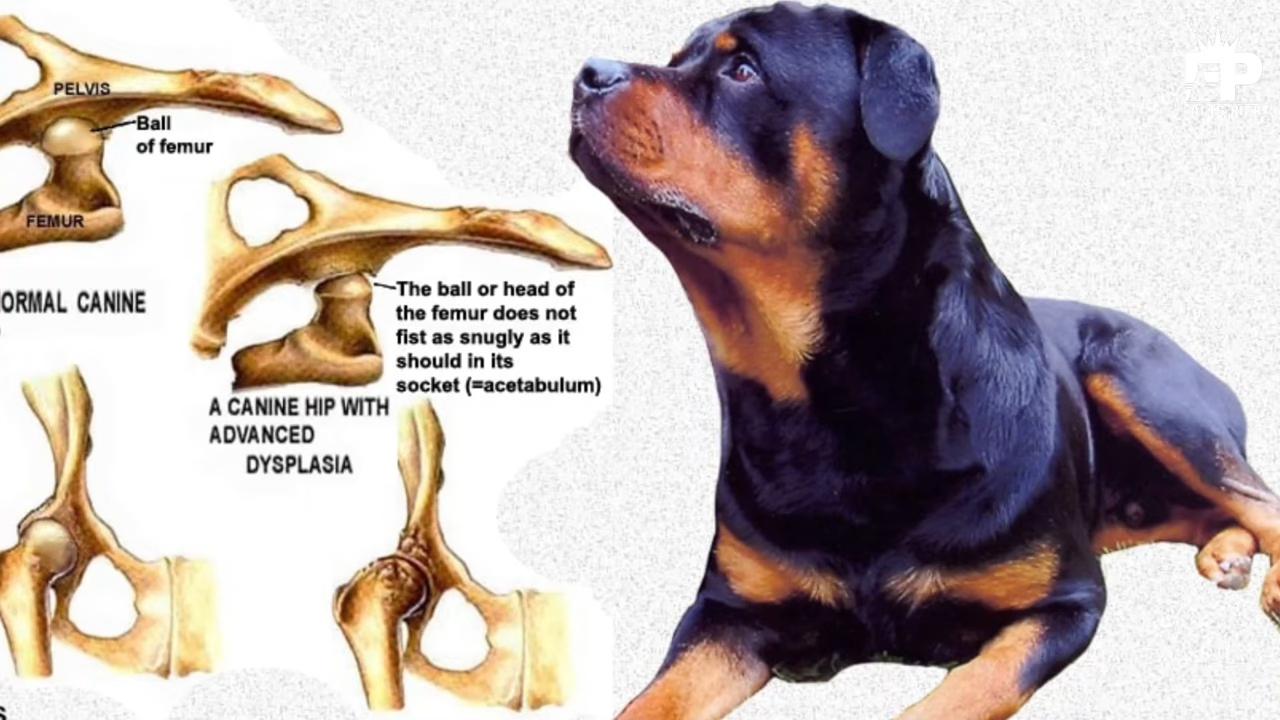 PELVIS
Ball
of femur
FEMUR
ORMAL CANINE
The ball or head of
the femur does not
fist as snugly as it
should in its
socket (=acetabulum)
A CANINE HIP WITH
ADVANCED
DYSPLASIA
S
FP